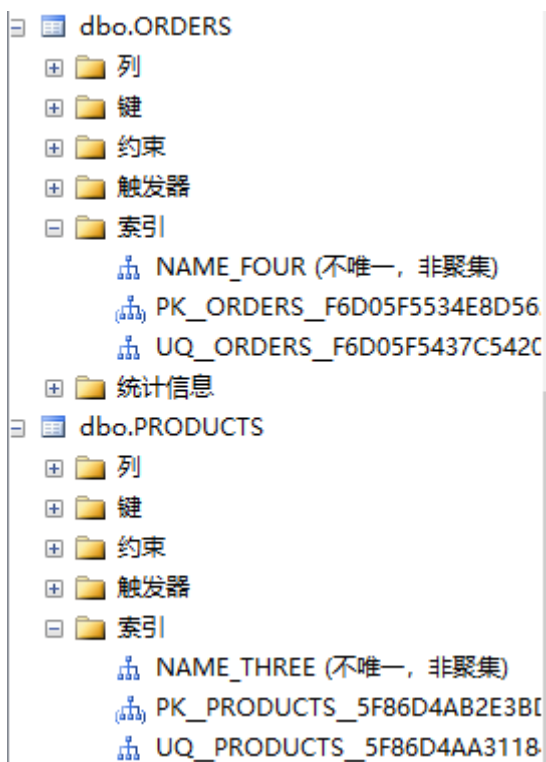 dbo.ORDERS
列
键
约束
触发器
索引
NAME_FOUR (不唯一，非聚集)
PK__ORDERS__F6D05F5534E8D56
UQ__ORDERS__F6D05F5437C5420
统计信息
dbo.PRODUCTS
列
键
约束
触发器
索引
NAME_THREE (不唯一，非聚集)
PK__PRODUCTS__5F86D4AB2E3BD
UQ__PRODUCTS__5F86D4AA3118